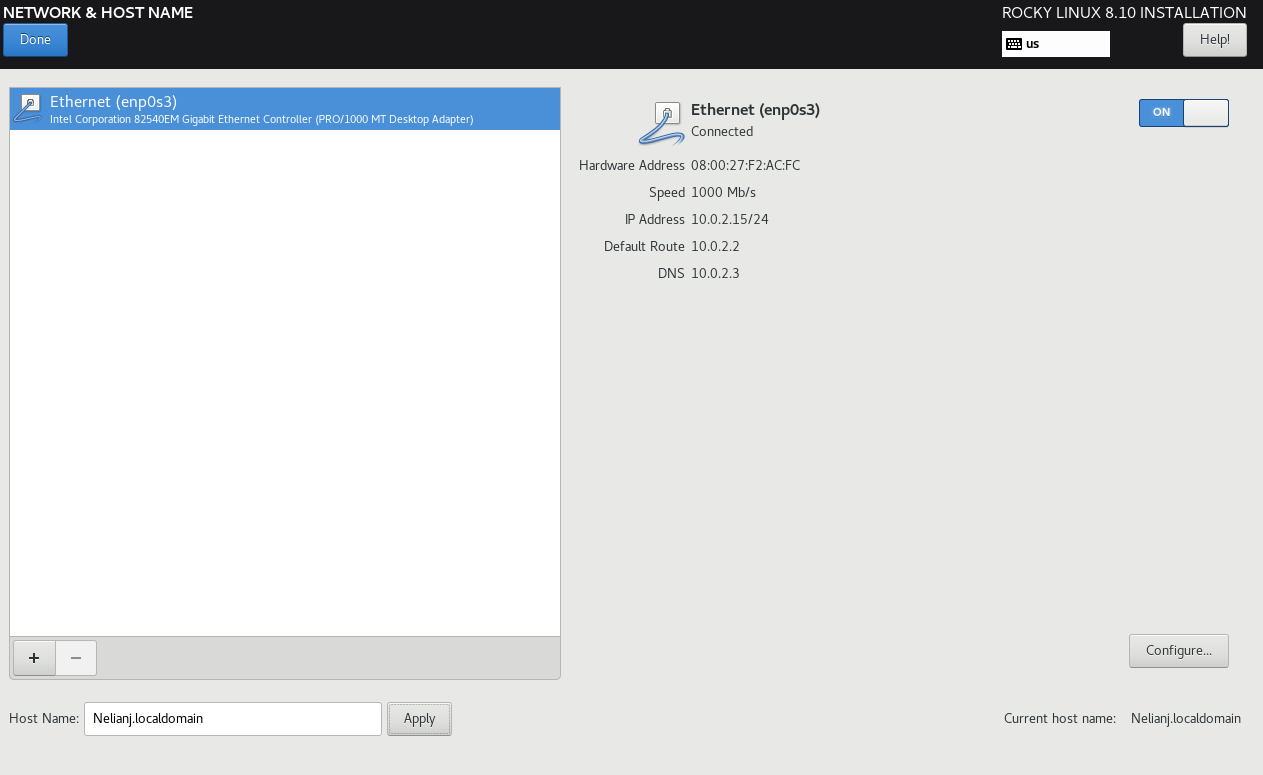 NETWORK & HOST NAME
ROCKY LINUX 8.10 INSTALLATION
Done
us
Help!
Ethernet (enp0s3)
Intel Corporation 82540EM Gigabit Ethernet Controller (PRO/1000 MT Desktop Adapter)
Ethernet (enp0s3)
Connected
ON
Hardware Address 08:00:27:F2:AC:FC
Speed 1000 Mb/s
IP Address 10.0.2.15/24
Default Route 10.0.2.2
DNS 10.0.2.3
+ −
Configure...
Host Name: Nelianj.localdomain Apply
Current host name: Nelianj.localdomain